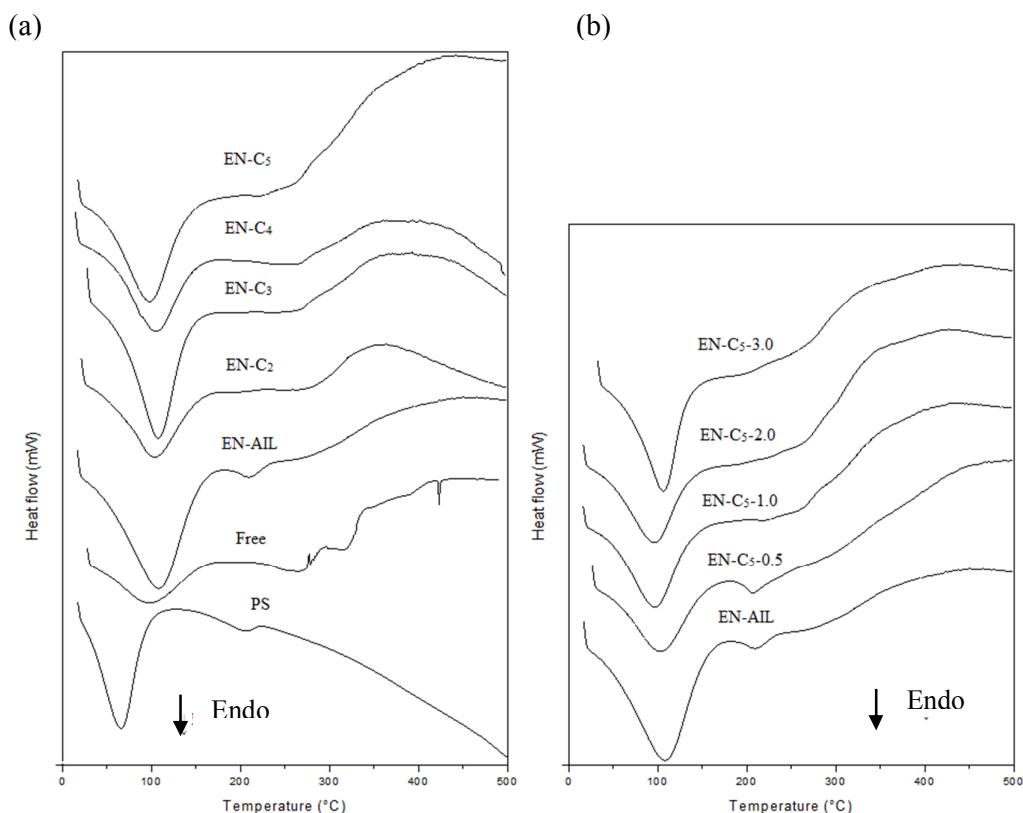 (a)
(b)
EN-C5
EN-C4
EN-C3
EN-C2
EN-AIL
Free
PS
Endo
Heat flow (mW)
0
100
200
300
400
500
Temperature (°C)
EN-C5-3.0
EN-C5-2.0
EN-C5-1.0
EN-C5-0.5
EN-AIL
Endo
Heat flow (mW)
0
100
200
300
400
500
Temperature (°C)